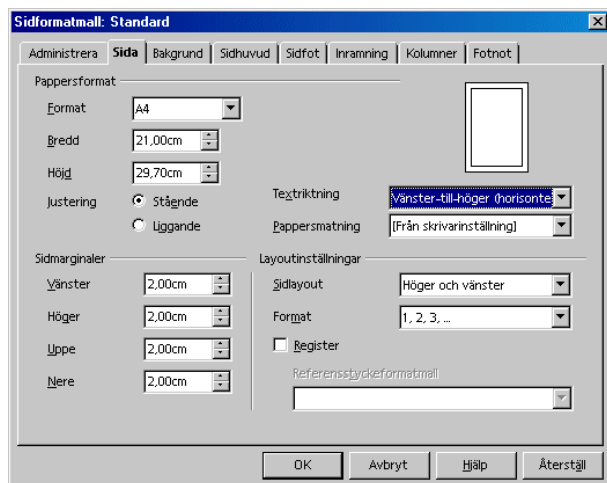 Sidformatmall: Standard
Administrera Sida Bakgrund Sidhuvud Sidfot Inramning Kolumner Fotnot
Pappersformat
Format A4
Bredd 21,00cm
Höjd 29,70cm
Justering Stående
Liggande
Textriktning Vänster-till-höger (horisonte
Pappersmatning [Från skrivarinställning]
Sidmarginaler
Vänster 2,00cm
Höger 2,00cm
Uppe 2,00cm
Nere 2,00cm
Layoutinställningar
Sidlayout Höger och vänster
Format 1, 2, 3, ...
Register
Referensstyckeformatmall
OK Avbryt Hjälp Återställ